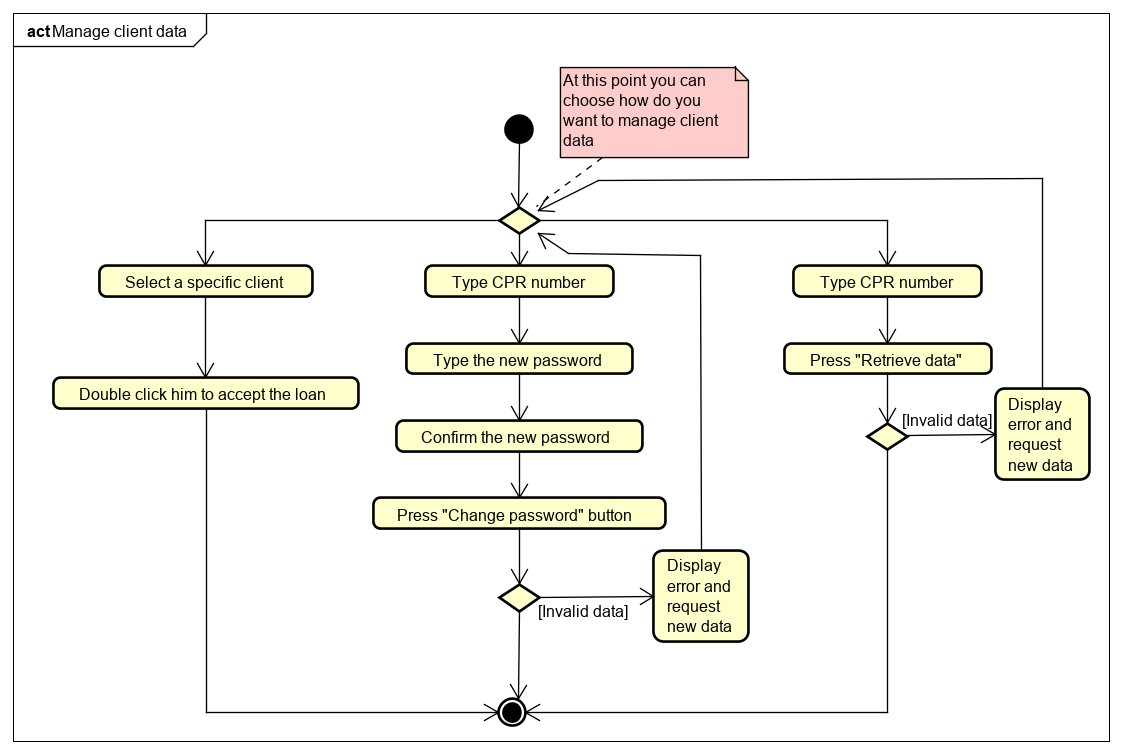 act Manage client data
At this point you can
choose how do you
want to manage client
data
Select a specific client
Type CPR number
Type CPR number
Type the new password
Press "Retrieve data"
Double click him to accept the loan
Confirm the new password
[Invalid data]
Display
error and
request
new data
Press "Change password" button
[Invalid data]
Display
error and
request
new data